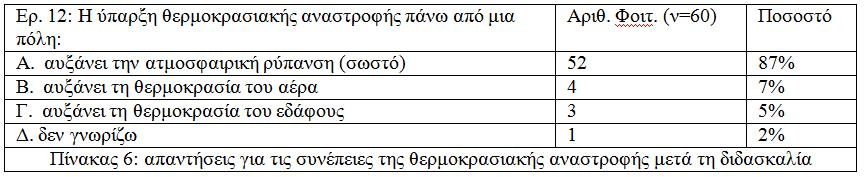 Ερ. 12: Η ύπαρξη θερμοκρασιακής αναστροφής πάνω από μια πόλη: Αριθ. Φοιτ. (ν=60) Ποσοστό
Α. αυξάνει την ατμοσφαιρική ρύπανση (σωστό) 52 87%
Β. αυξάνει τη θερμοκρασία του αέρα 4 7%
Γ. αυξάνει τη θερμοκρασία του εδάφους 3 5%
Δ. δεν γνωρίζω 1 2%
Πίνακας 6: απαντήσεις για τις συνέπειες της θερμοκρασιακής αναστροφής μετά τη διδασκαλία